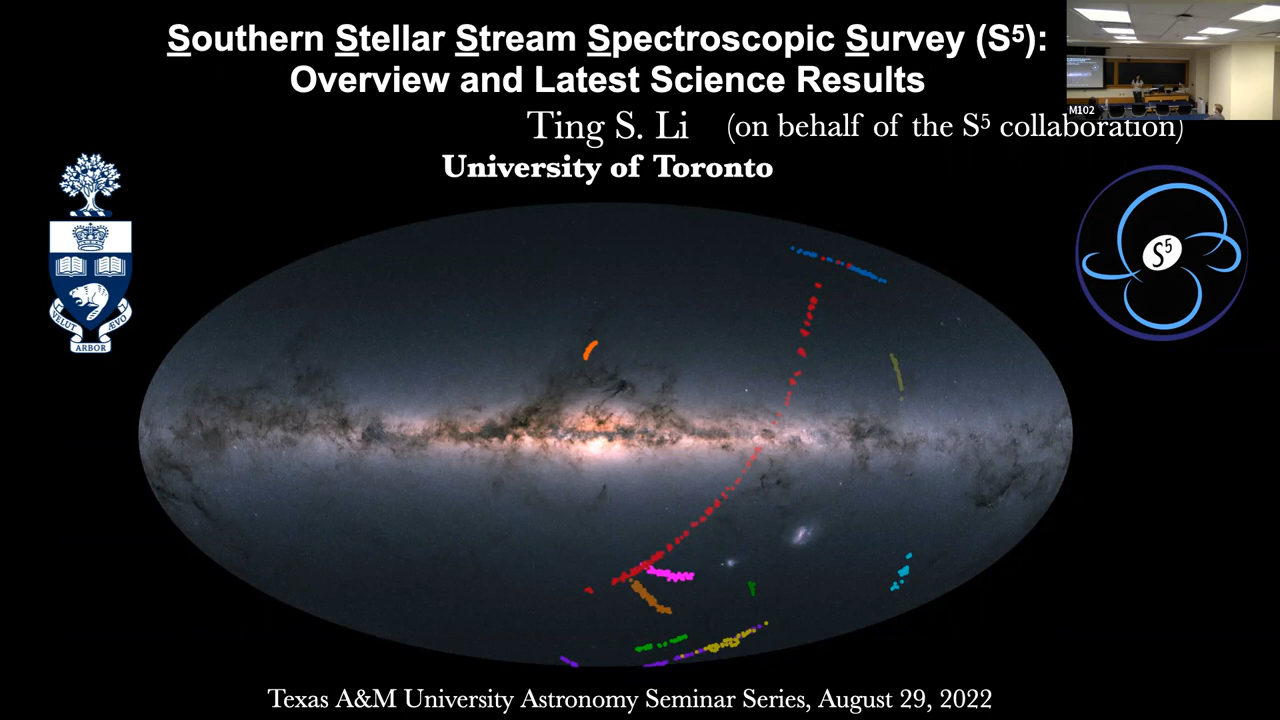 Southern Stellar Stream Spectroscopic Survey (S⁵):
Overview and Latest Science Results
M102
Ting S. Li (on behalf of the S⁵ collaboration)
University of Toronto
S⁵
VELUT ÆVO
ARBOR
Texas A&M University Astronomy Seminar Series, August 29, 2022